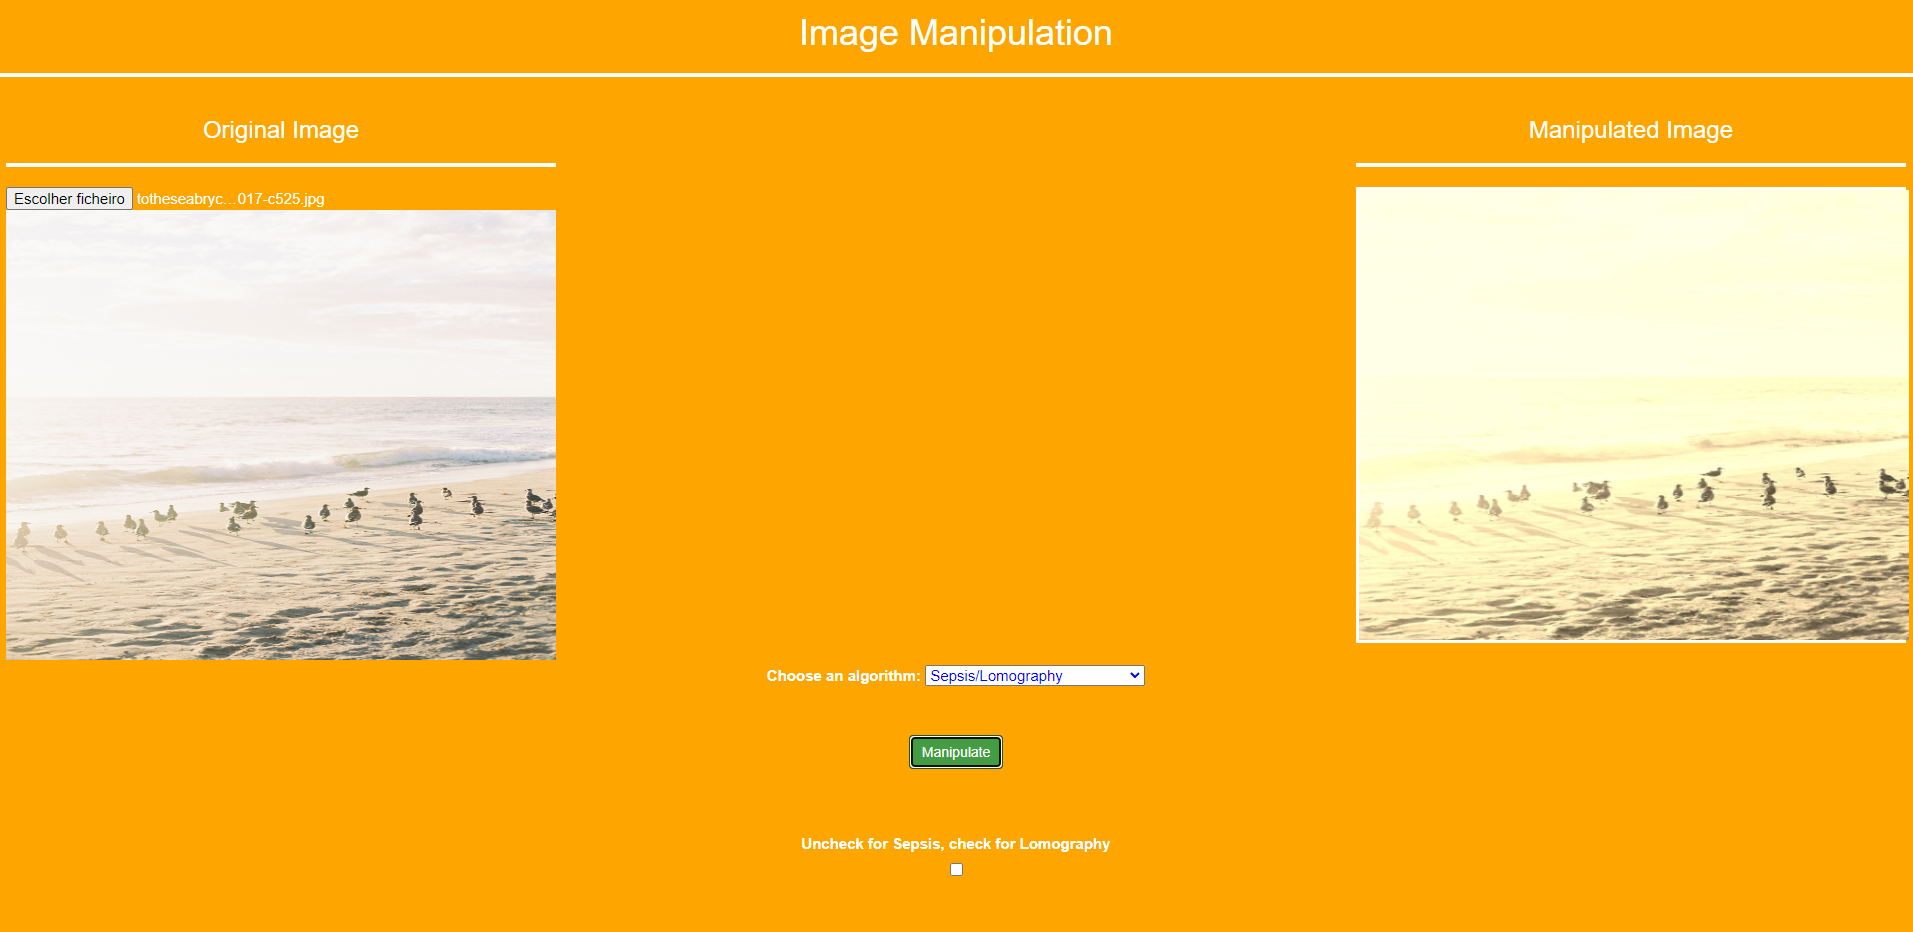 Image Manipulation
Original Image
Manipulated Image
Escolher ficheiro totheseabryc...017-c525.jpg
Choose an algorithm: Sepsis/Lomography
Manipulate
Uncheck for Sepsis, check for Lomography